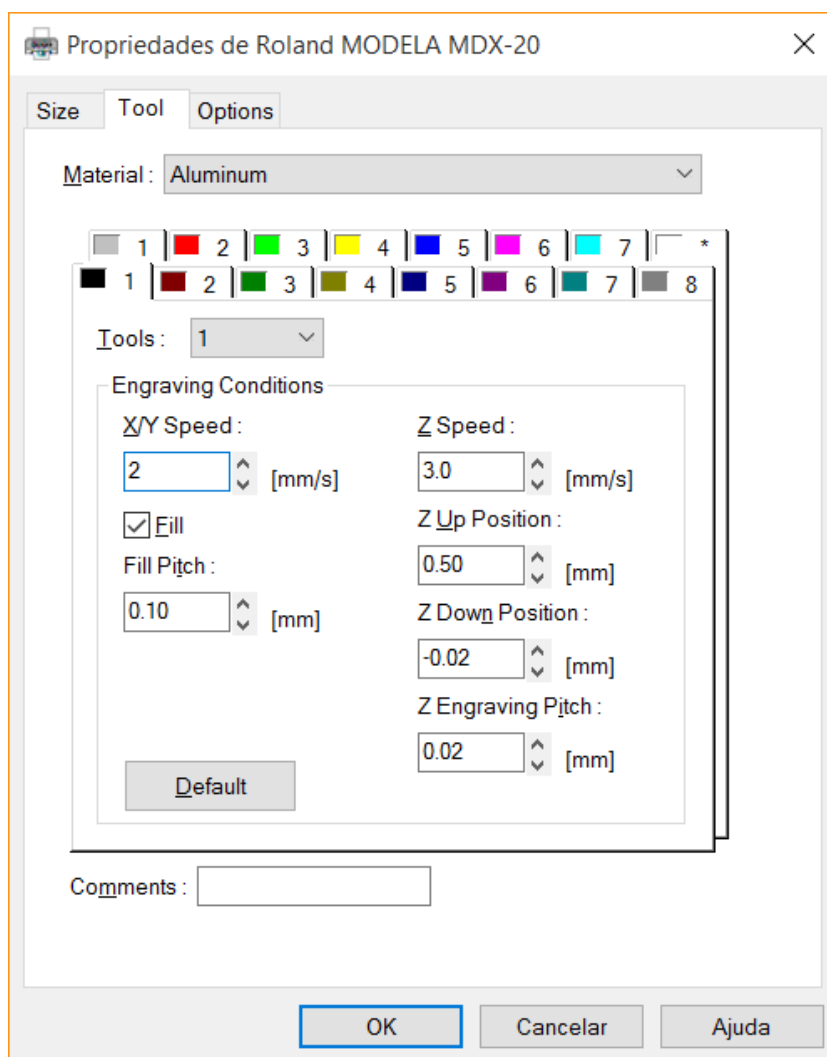 Propriedades de Roland MODELA MDX-20
Size Tool Options
Material : Aluminum
1 2 3 4 5 6 7 *
1 2 3 4 5 6 7 8
Tools : 1
Engraving Conditions
X/Y Speed : Z Speed :
2 [mm/s] 3.0 [mm/s]
Fill Z Up Position :
Fill Pitch : 0.50 [mm]
0.10 [mm] Z Down Position :
-0.02 [mm]
Z Engraving Pitch :
0.02 [mm]
Default
Comments :
OK Cancelar Ajuda